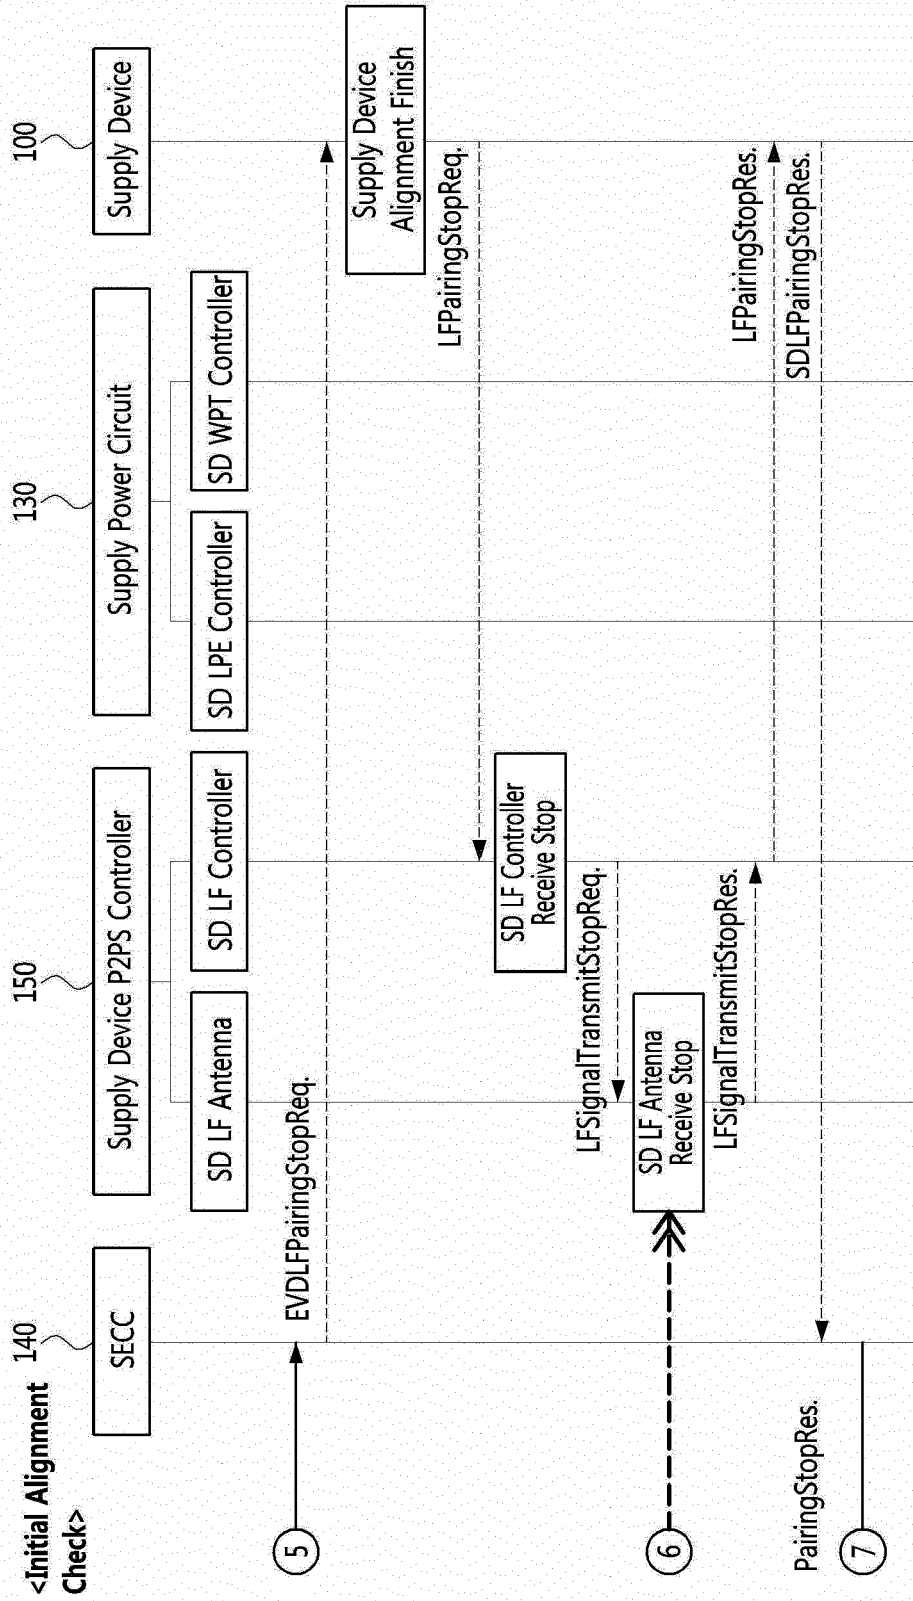 <Initial Alignment
Check>
140
150
130
100
SECC
Supply Device P2PS Controller
Supply Power Circuit
Supply Device
SD LF Antenna
SD LF Controller
SD LPE Controller
SD WPT Controller
5
EVDLFPairingStopReq.
Supply Device
Alignment Finish
LFPairingStopReq.
SD LF Controller
Receive Stop
LFSignalTransmitStopReq.
6
SD LF Antenna
Receive Stop
LFSignalTransmitStopRes.
LFPairingStopRes.
SDLFPairingStopRes.
PairingStopRes.
7